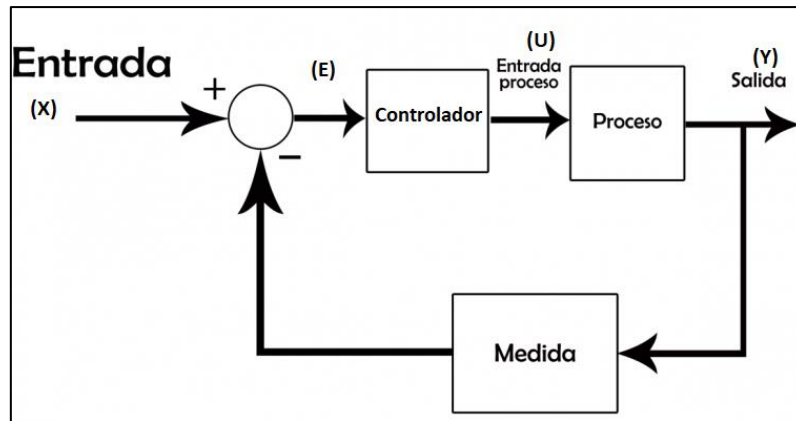 Entrada
(X)
+
−
(E)
Controlador
(U)
Entrada
proceso
Proceso
(Y)
Salida
Medida